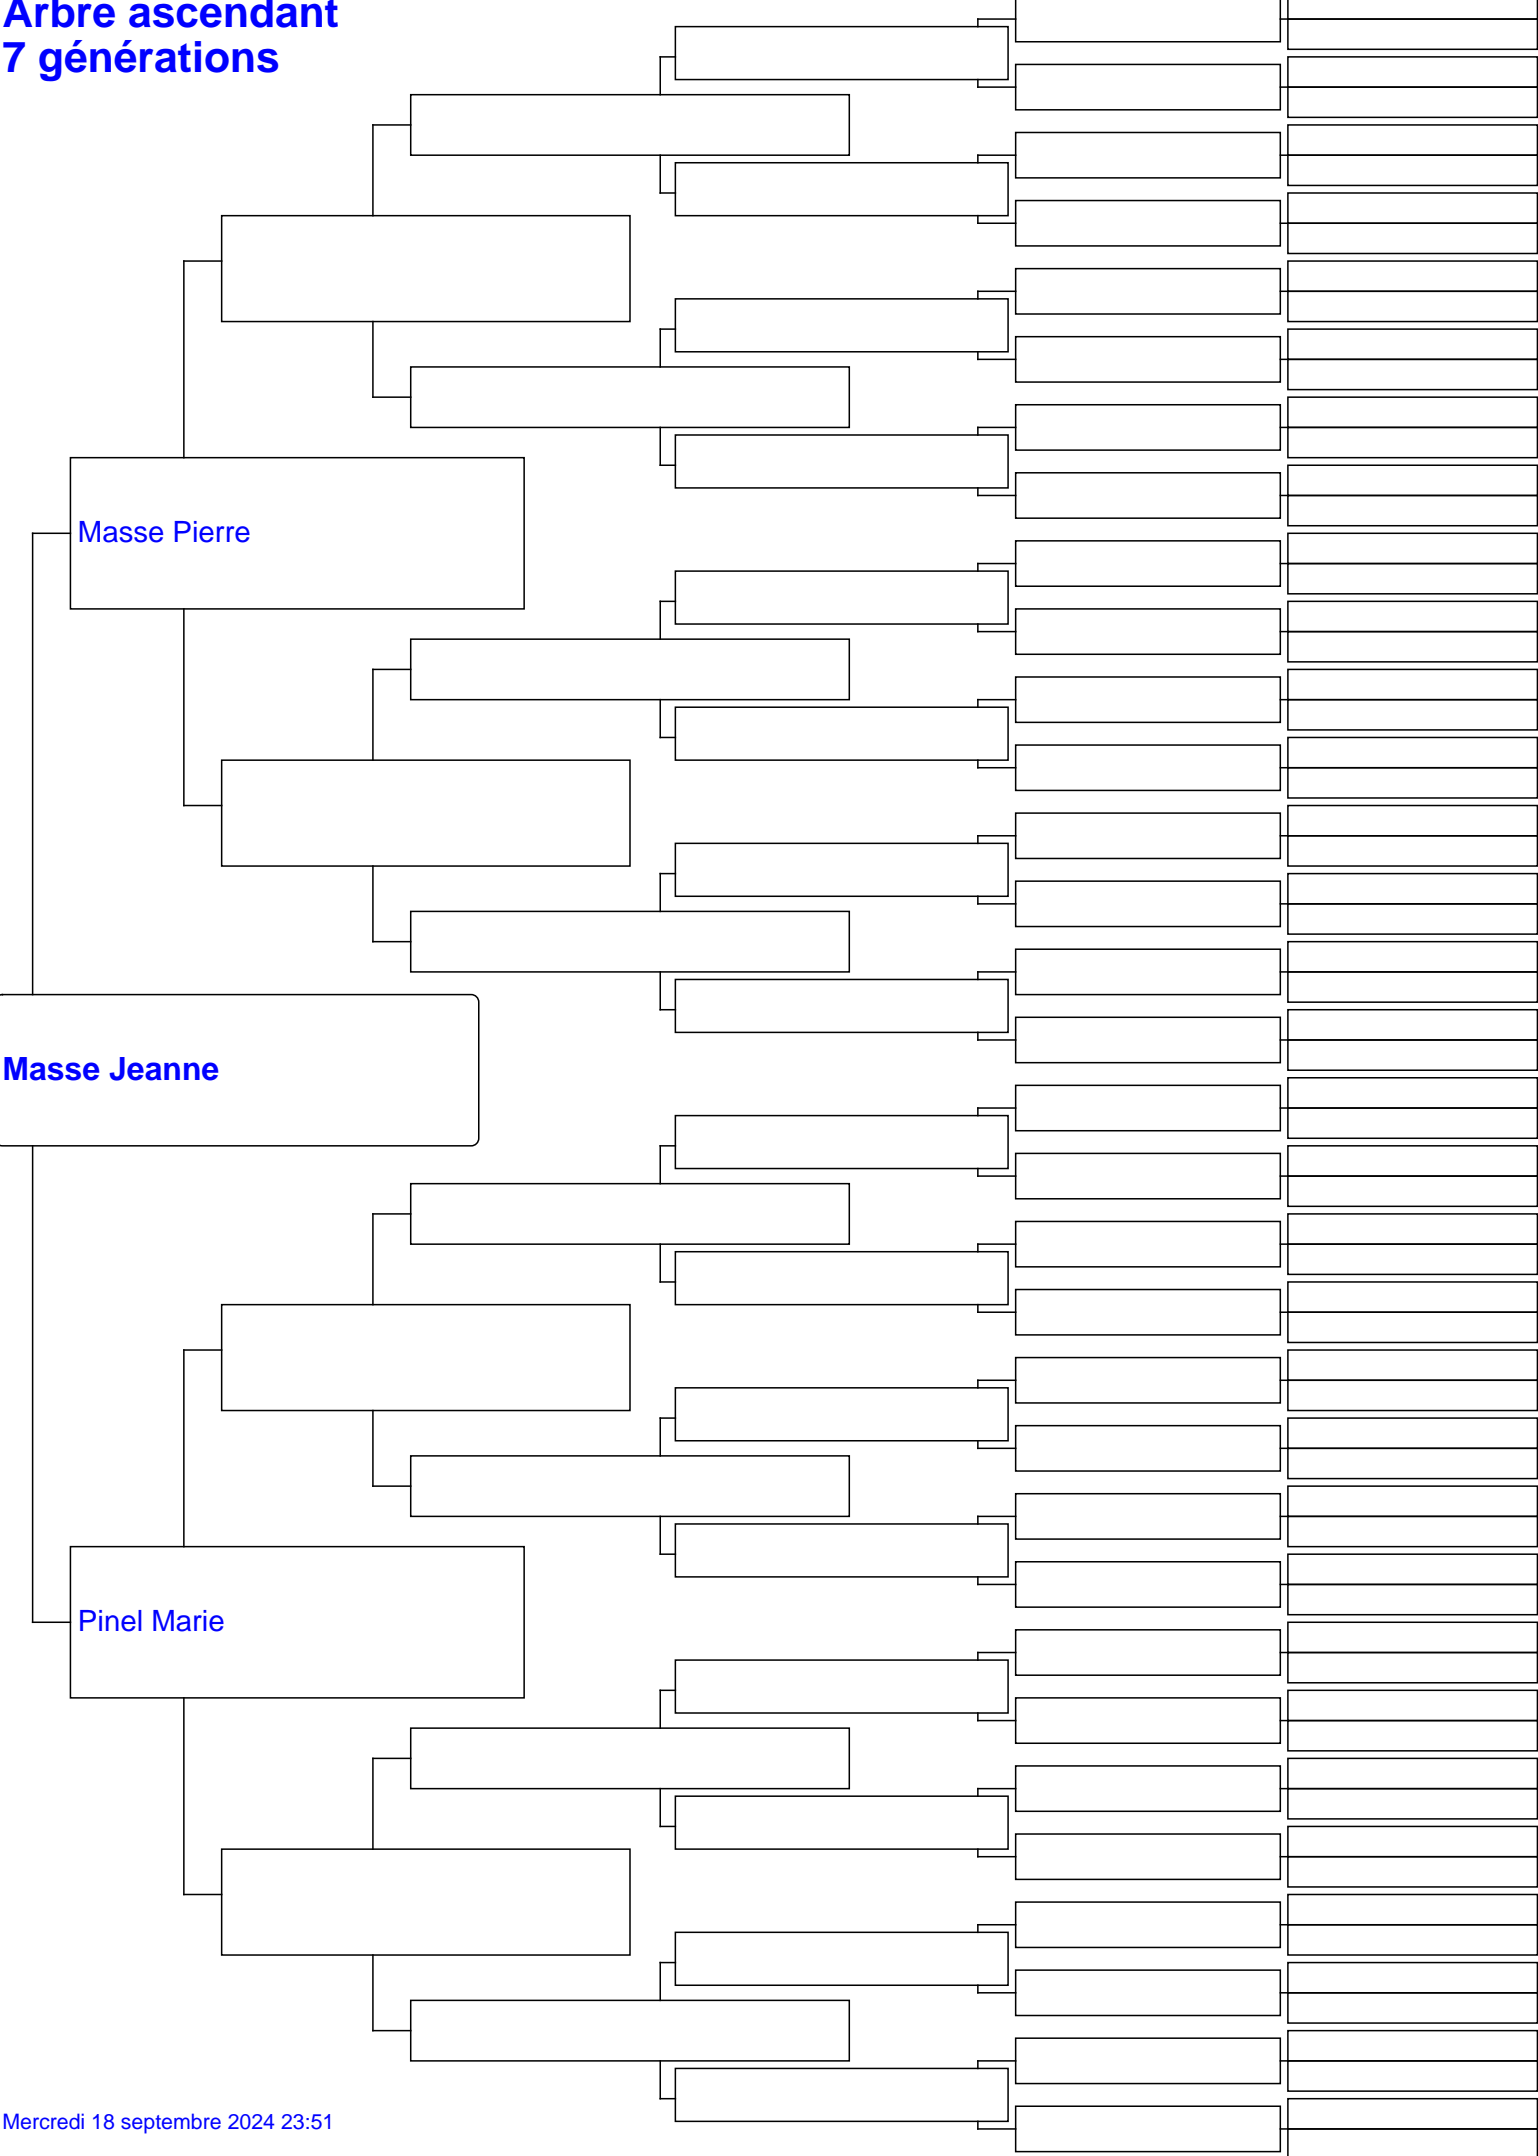 Arbre ascendant
7 générations
Masse Pierre
Masse Jeanne
Pinel Marie
Mercredi 18 septembre 2024 23:51